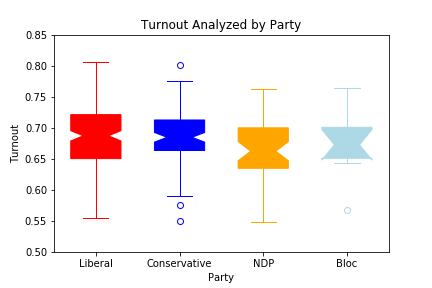 Turnout Analyzed by Party
Turnout
0.85
0.80
0.75
0.70
0.65
0.60
0.55
0.50
Liberal Conservative NDP Bloc
Party